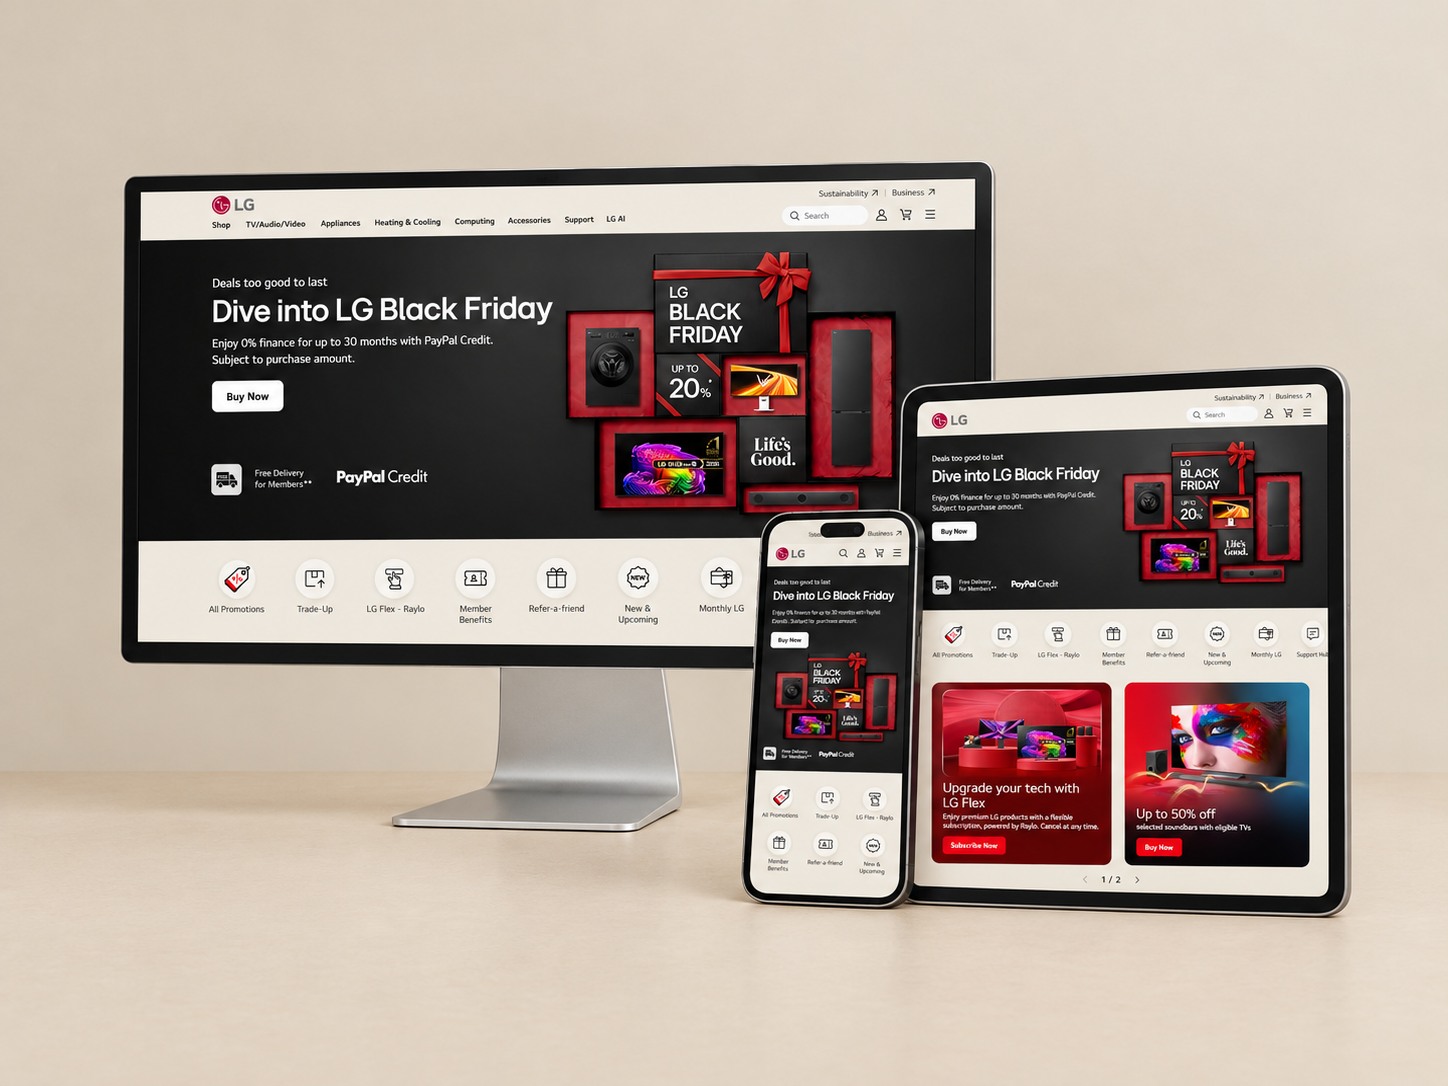 LG
Sustainability
Business
Shop TV/Audio/Video Appliances Heating & Cooling Computing Accessories Support LG AI
Search
Deals too good to last
Dive into LG Black Friday
Enjoy 0% finance for up to 30 months with PayPal Credit.
Subject to purchase amount.
Buy Now
FREE
Free Delivery
for Members**
PayPal Credit
LG
BLACK
FRIDAY
UP TO
20%*
Life's
Good.
All Promotions
Trade-Up
LG Flex - Raylo
Member
Benefits
Refer-a-friend
NEW
New &
Upcoming
Monthly LG
Business
LG
Deals too good to last
Dive into LG Black Friday
Buy Now
LG
BLACK
FRIDAY
20%
Life's
Good.
Free Delivery
for Members**
PayPal Credit
All Promotions
Trade-Up
LG Flex - Raylo
Member
Benefits
Refer-a-friend
New &
Upcoming
Sustainability
Business
LG
Search
Deals too good to last
Dive into LG Black Friday
Enjoy 0% finance for up to 30 months with PayPal Credit.
Subject to purchase amount.
Buy Now
Free Delivery
for Members**
PayPal Credit
LG
BLACK
FRIDAY
UP TO
20%
Life's
Good.
All Promotions
Trade-Up
LG Flex - Raylo
Member
Benefits
Refer-a-friend
New &
Upcoming
Monthly LG
Support Hub
Upgrade your tech with
LG Flex
Enjoy premium LG products with a flexible
subscription, powered by Raylo. Cancel at any time.
Subscribe Now
Up to 50% off
selected soundbars with eligible TVs
Buy Now
1 / 2